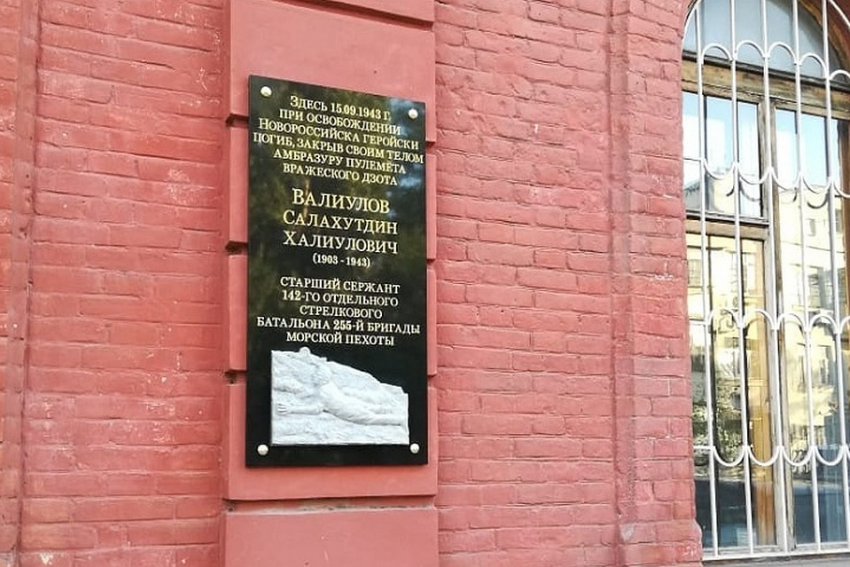 ЗДЕСЬ 15.09.1943 Г.
ПРИ ОСВОБОЖДЕНИИ
НОВОРОССИЙСКА ГЕРОЙСКИ
ПОГИБ, ЗАКРЫВ СВОИМ ТЕЛОМ
АМБРАЗУРУ ПУЛЕМЁТА
ВРАЖЕСКОГО ДЗОТА
ВАЛИУЛОВ
САЛАХУТДИН
ХАЛИУЛОВИЧ
(1903 - 1943)
СТАРШИЙ СЕРЖАНТ
142-ГО ОТДЕЛЬНОГО
СТРЕЛКОВОГО
БАТАЛЬОНА 255-Й БРИГАДЫ
МОРСКОЙ ПЕХОТЫ